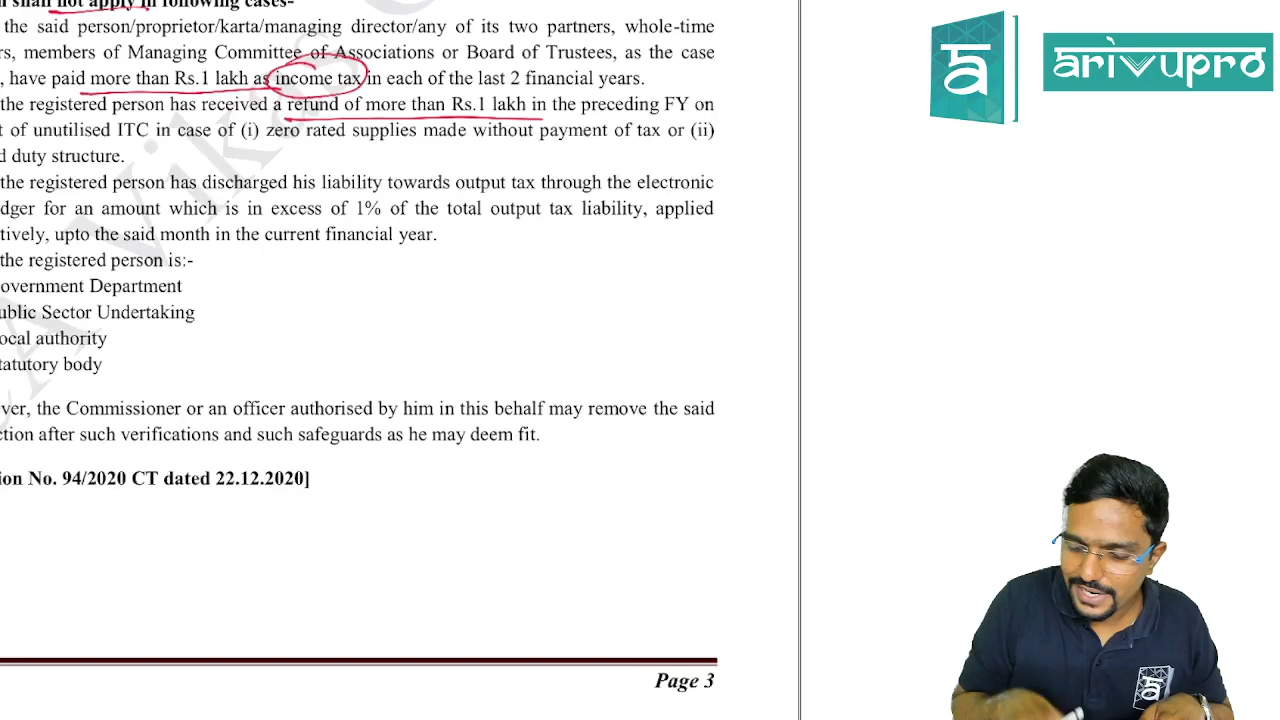 shall not apply in following cases-
the said person/proprietor/karta/managing director/any of its two partners, whole-time
members of Managing Committee of Associations or Board of Trustees, as the case
have paid more than Rs.1 lakh as income tax in each of the last 2 financial years.
the registered person has received a refund of more than Rs.1 lakh in the preceding FY on
of unutilised ITC in case of (i) zero rated supplies made without payment of tax or (ii)
duty structure.
the registered person has discharged his liability towards output tax through the electronic
for an amount which is in excess of 1% of the total output tax liability, applied
tively, upto the said month in the current financial year.
the registered person is:-
overnment Department
ublic Sector Undertaking
ocal authority
tatutory body
ver, the Commissioner or an officer authorised by him in this behalf may remove the said
ction after such verifications and such safeguards as he may deem fit.
ion No. 94/2020 CT dated 22.12.2020]
Page 3
arivupro